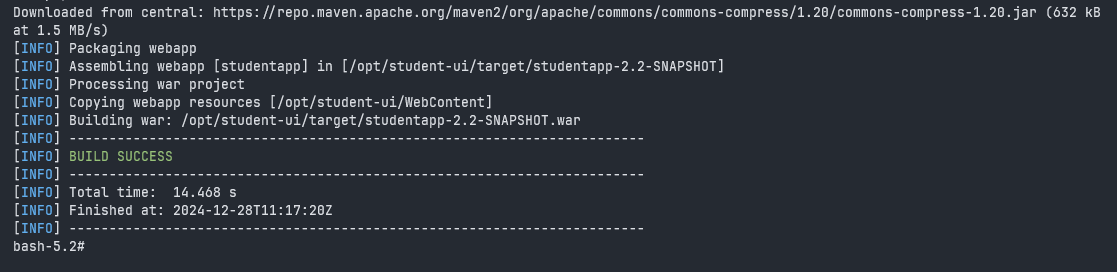 Downloaded from central: https://repo.maven.apache.org/maven2/org/apache/commons/commons-compress/1.20/commons-compress-1.20.jar (632 kB
at 1.5 MB/s)
[INFO] Packaging webapp
[INFO] Assembling webapp [studentapp] in [/opt/student-ui/target/studentapp-2.2-SNAPSHOT]
[INFO] Processing war project
[INFO] Copying webapp resources [/opt/student-ui/WebContent]
[INFO] Building war: /opt/student-ui/target/studentapp-2.2-SNAPSHOT.war
[INFO] ------------------------------------------------------------------------
[INFO] BUILD SUCCESS
[INFO] ------------------------------------------------------------------------
[INFO] Total time:  14.468 s
[INFO] Finished at: 2024-12-28T11:17:20Z
[INFO] ------------------------------------------------------------------------
bash-5.2#